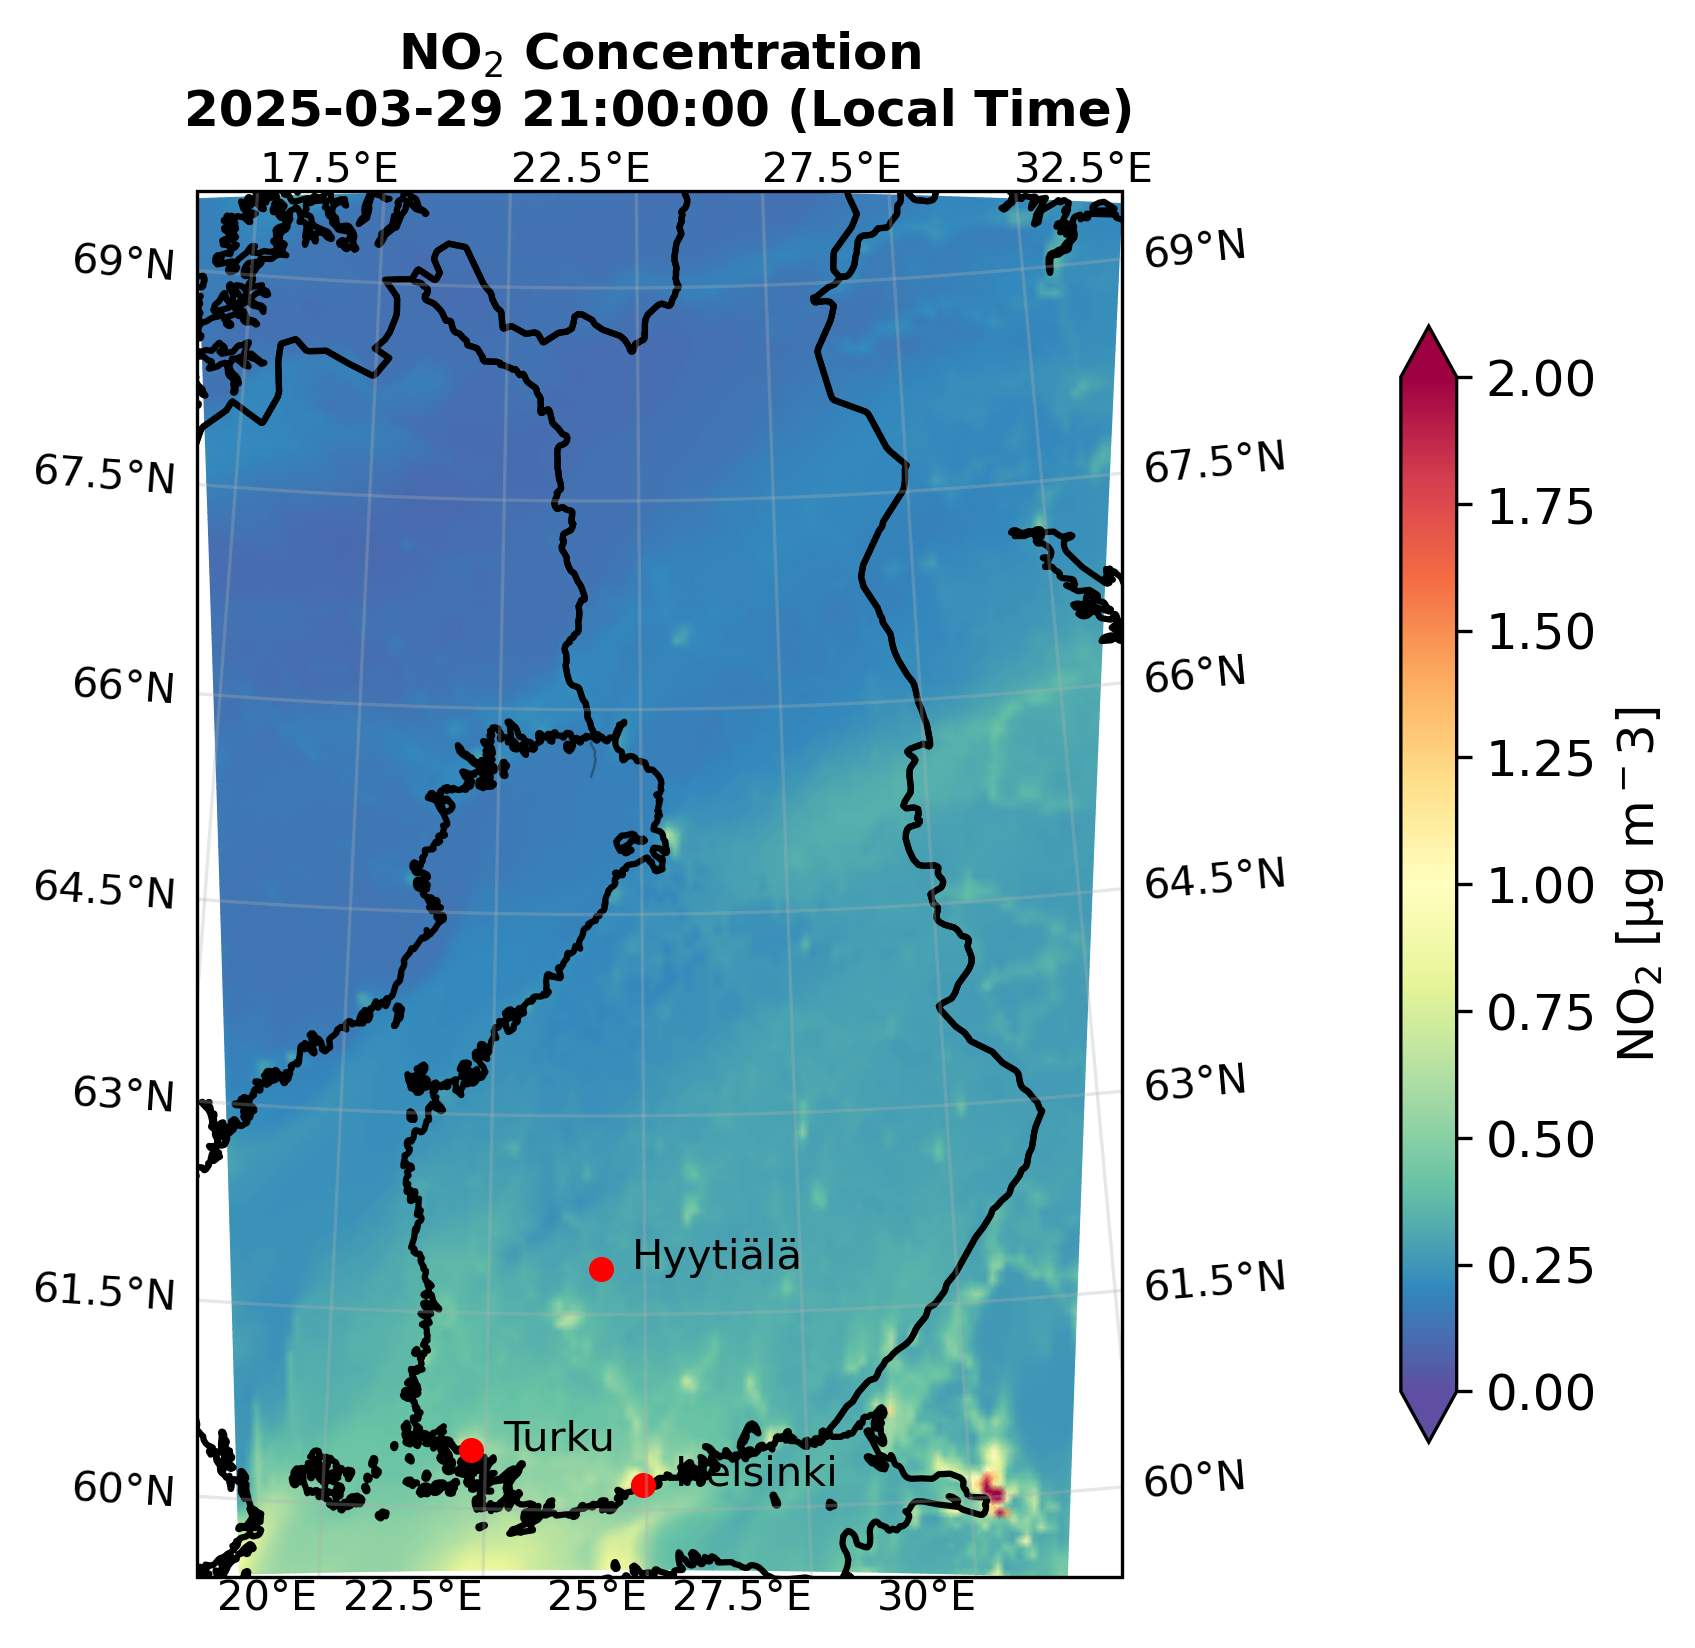 NO₂ Concentration
2025-03-29 21:00:00 (Local Time)
17.5°E 22.5°E 27.5°E 32.5°E
69°N 69°N
67.5°N 67.5°N
66°N 66°N
64.5°N 64.5°N
63°N 63°N
61.5°N 61.5°N
60°N 60°N
Hyytiälä
Turku
Helsinki
20°E 22.5°E 25°E 27.5°E 30°E
2.00
1.75
1.50
1.25
1.00
0.75
0.50
0.25
0.00
NO₂ [µg m⁻3]